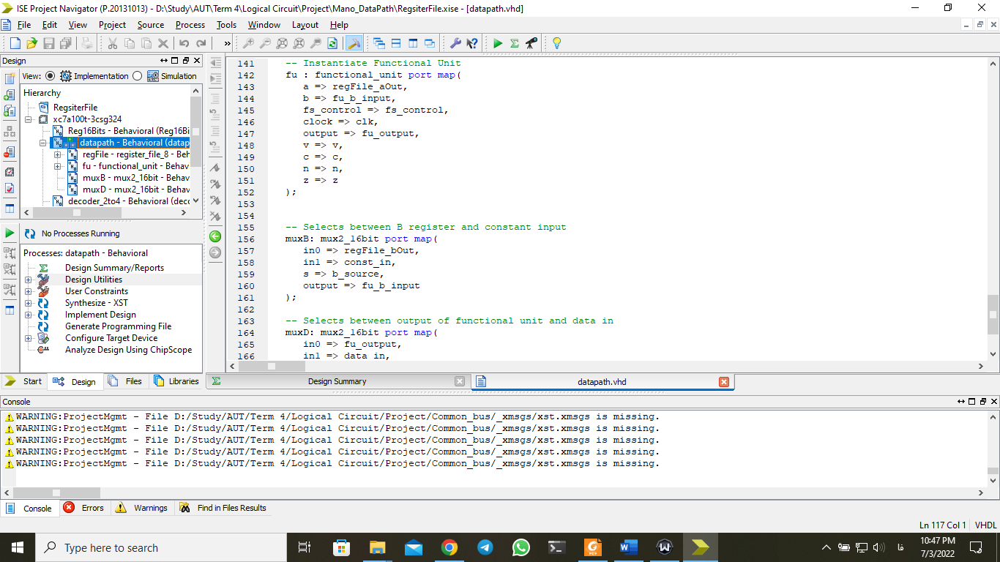 ISE Project Navigator (P.20131013) - D:\Study\AUT\Term 4\Logical Circuit\Project\Mano_DataPath\RegsiterFile.xise - [datapath.vhd]
File Edit View Project Source Process Tools Window Layout Help
Design
View: Implementation Simulation
Hierarchy
RegsiterFile
xc7a100t-3csg324
Reg16Bits - Behavioral (Reg16Bi
datapath - Behavioral (datap
regFile - register_file_8 - Beh
fu - functional_unit - Behav
muxB - mux2_16bit - Behav
muxD - mux2_16bit - Behav
decoder_2to4 - Behavioral (deco
No Processes Running
Processes: datapath - Behavioral
Design Summary/Reports
Design Utilities
User Constraints
Synthesize - XST
Implement Design
Generate Programming File
Configure Target Device
Analyze Design Using ChipScope
Start Design Files Libraries
141 -- Instantiate Functional Unit
142 fu : functional_unit port map(
143 a => regFile_aOut,
144 b => fu_b_input,
145 fs_control => fs_control,
146 clock => clk,
147 output => fu_output,
148 v => v,
149 c => c,
150 n => n,
151 z => z
152 );
153
154
155 -- Selects between B register and constant input
156 muxB: mux2_16bit port map(
157 in0 => regFile_bOut,
158 in1 => const_in,
159 s => b_source,
160 output => fu_b_input
161 );
162
163 -- Selects between output of functional unit and data in
164 muxD: mux2_16bit port map(
165 in0 => fu_output,
166 in1 => data_in,
Design Summary datapath.vhd
Console
WARNING:ProjectMgmt - File D:/Study/AUT/Term 4/Logical Circuit/Project/Common_bus/_xmsgs/xst.xmsgs is missing.
WARNING:ProjectMgmt - File D:/Study/AUT/Term 4/Logical Circuit/Project/Common_bus/_xmsgs/xst.xmsgs is missing.
WARNING:ProjectMgmt - File D:/Study/AUT/Term 4/Logical Circuit/Project/Common_bus/_xmsgs/xst.xmsgs is missing.
WARNING:ProjectMgmt - File D:/Study/AUT/Term 4/Logical Circuit/Project/Common_bus/_xmsgs/xst.xmsgs is missing.
WARNING:ProjectMgmt - File D:/Study/AUT/Term 4/Logical Circuit/Project/Common_bus/_xmsgs/xst.xmsgs is missing.
Console Errors Warnings Find in Files Results
Ln 117 Col 1 VHDL
Type here to search
فا
10:47 PM
7/3/2022